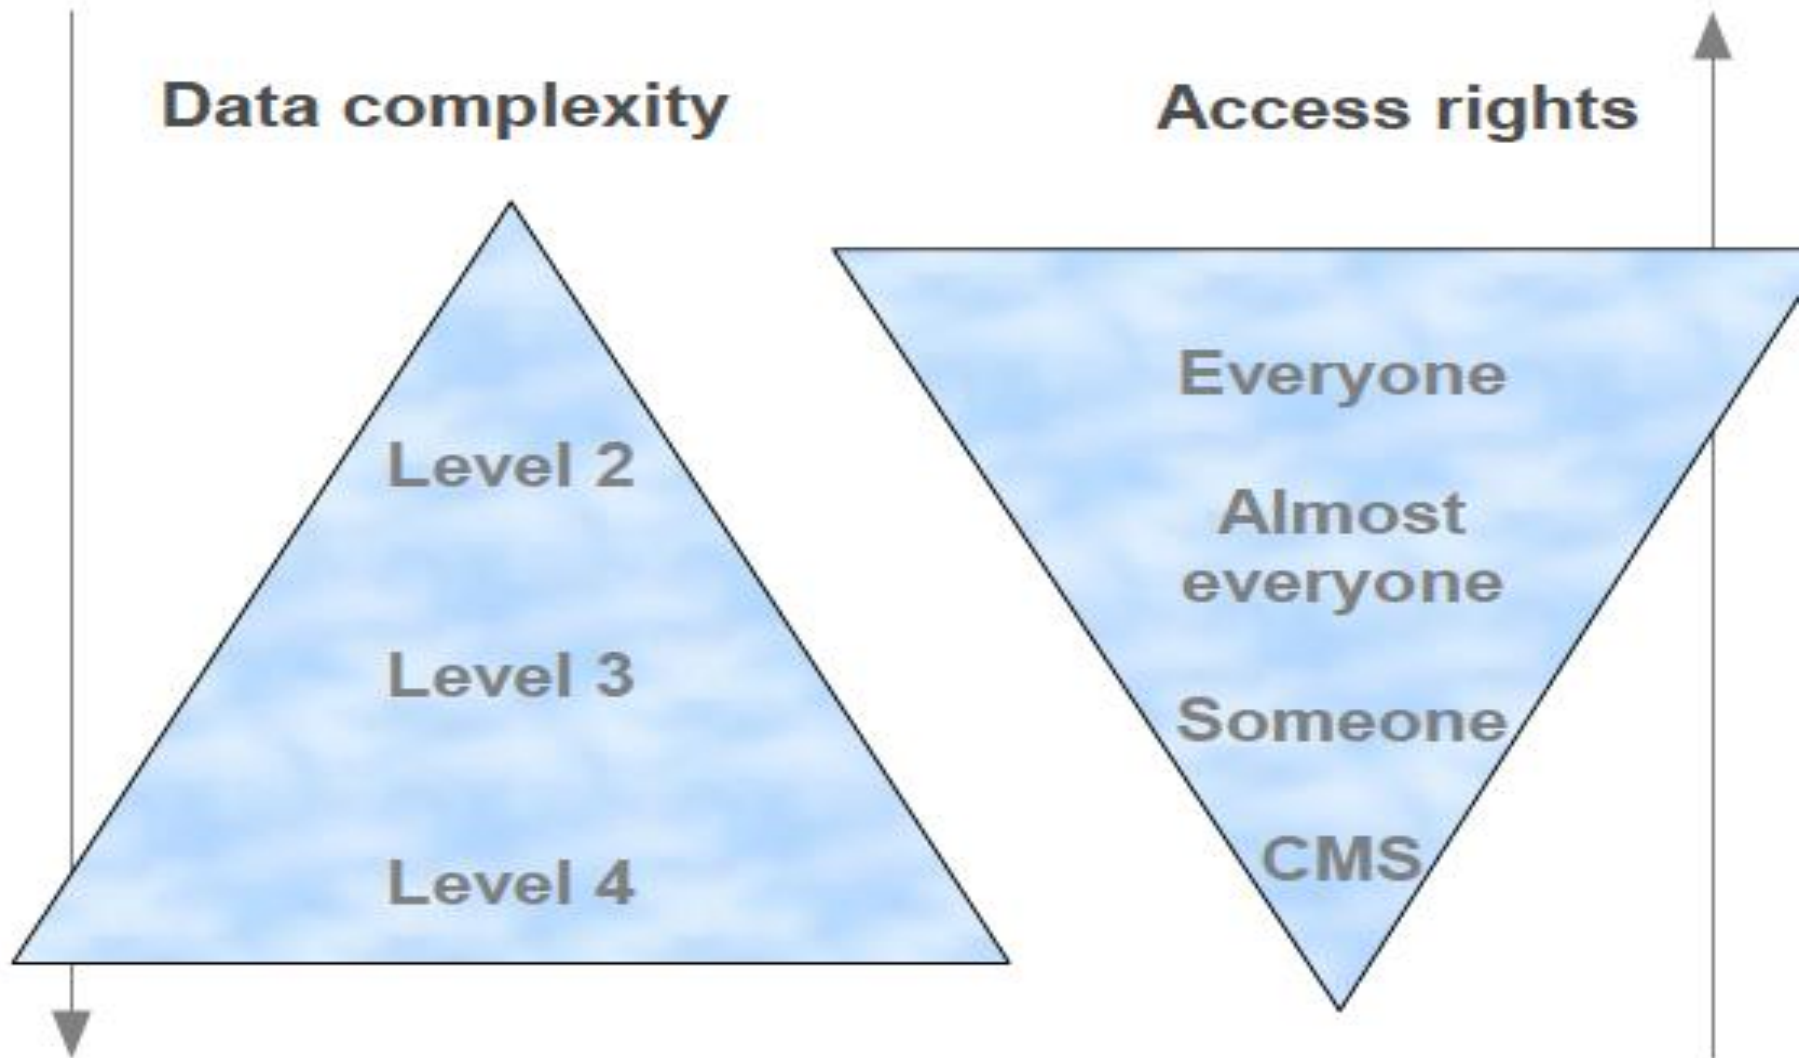 Data complexity
Access rights
Level 2
Level 3
Level 4
Everyone
Almost
everyone
Someone
CMS